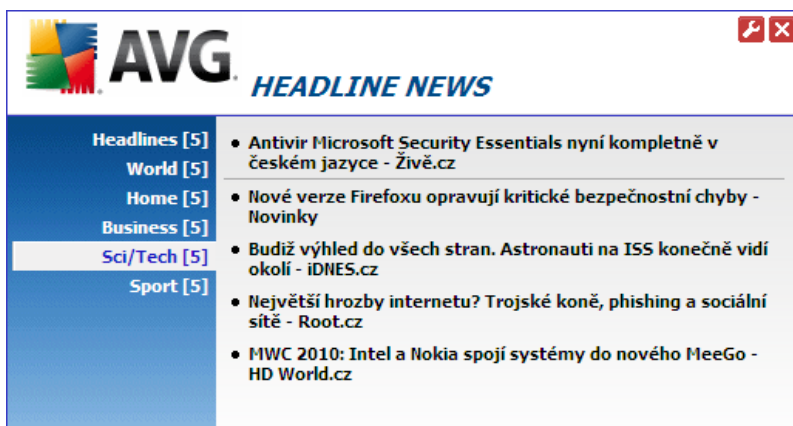 AVG
HEADLINE NEWS
Headlines [5]
World [5]
Home [5]
Business [5]
Sci/Tech [5]
Sport [5]
• Antivir Microsoft Security Essentials nyní kompletně v
českém jazyce - Živě.cz
• Nové verze Firefoxu opravují kritické bezpečnostní chyby -
Novinky
• Budiž výhled do všech stran. Astronauti na ISS konečně vidí
okolí - iDNES.cz
• Největší hrozby internetu? Trojské koně, phishing a sociální
sítě - Root.cz
• MWC 2010: Intel a Nokia spojí systémy do nového MeeGo -
HD World.cz